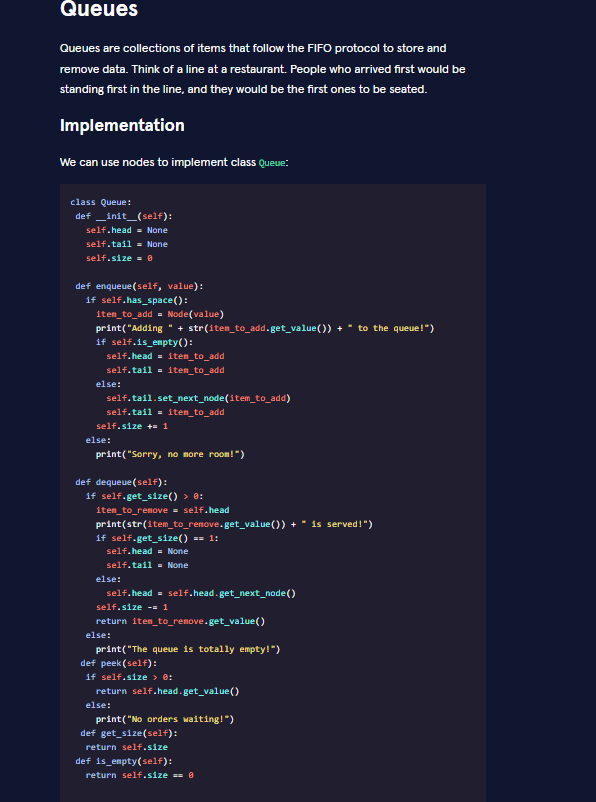 Queues
Queues are collections of items that follow the FIFO protocol to store and
remove data. Think of a line at a restaurant. People who arrived first would be
standing first in the line, and they would be the first ones to be seated.
Implementation
We can use nodes to implement class Queue:
class Queue:
 def __init__(self):
   self.head = None
   self.tail = None
   self.size = 0

 def enqueue(self, value):
   if self.has_space():
     item_to_add = Node(value)
     print("Adding " + str(item_to_add.get_value()) + " to the queue!")
     if self.is_empty():
       self.head = item_to_add
       self.tail = item_to_add
     else:
       self.tail.set_next_node(item_to_add)
       self.tail = item_to_add
     self.size += 1
   else:
     print("Sorry, no more room!")

 def dequeue(self):
   if self.get_size() > 0:
     item_to_remove = self.head
     print(str(item_to_remove.get_value()) + " is served!")
     if self.get_size() == 1:
       self.head = None
       self.tail = None
     else:
       self.head = self.head.get_next_node()
     self.size -= 1
     return item_to_remove.get_value()
   else:
     print("The queue is totally empty!")
  def peek(self):
   if self.size > 0:
     return self.head.get_value()
   else:
     print("No orders waiting!")
  def get_size(self):
   return self.size
 def is_empty(self):
   return self.size == 0